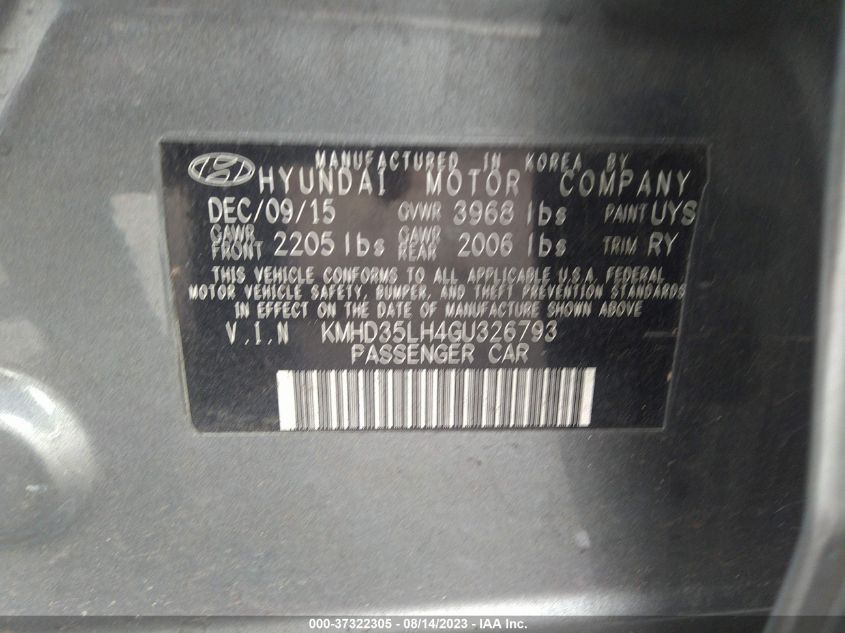 MANUFACTURED IN KOREA BY
HYUNDAI MOTOR COMPANY
DEC/09/15 GVWR 3968 lbs PAINT UYS
GAWR FRONT 2205 lbs GAWR REAR 2006 lbs TRIM RY
THIS VEHICLE CONFORMS TO ALL APPLICABLE U.S.A. FEDERAL
MOTOR VEHICLE SAFETY, BUMPER, AND THEFT PREVENTION STANDARDS
IN EFFECT ON THE DATE OF MANUFACTURE SHOWN ABOVE
V.I.N KMHD35LH4GU326793
PASSENGER CAR
000-37322305 - 08/14/2023 - IAA Inc.